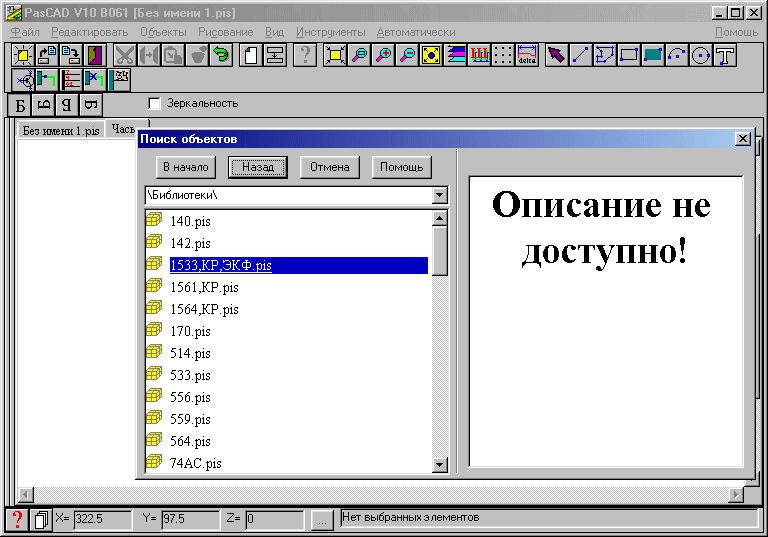 PasCAD V10 B061 [Без имени 1.pis]
Файл Редактировать Объекты Рисование Вид Инструменты Автоматически Помощь
delta
Б
Зеркальность
Без имени 1.pis Часы
Поиск объектов
В начало Назад Отмена Помощь
\Библиотеки\
140.pis
142.pis
1533,КР,ЭКФ.pis
1561,КР.pis
1564,КР.pis
170.pis
514.pis
533.pis
556.pis
559.pis
564.pis
74AC.pis
Описание не
доступно!
X= 322.5 Y= 97.5 Z= 0 ... Нет выбранных элементов